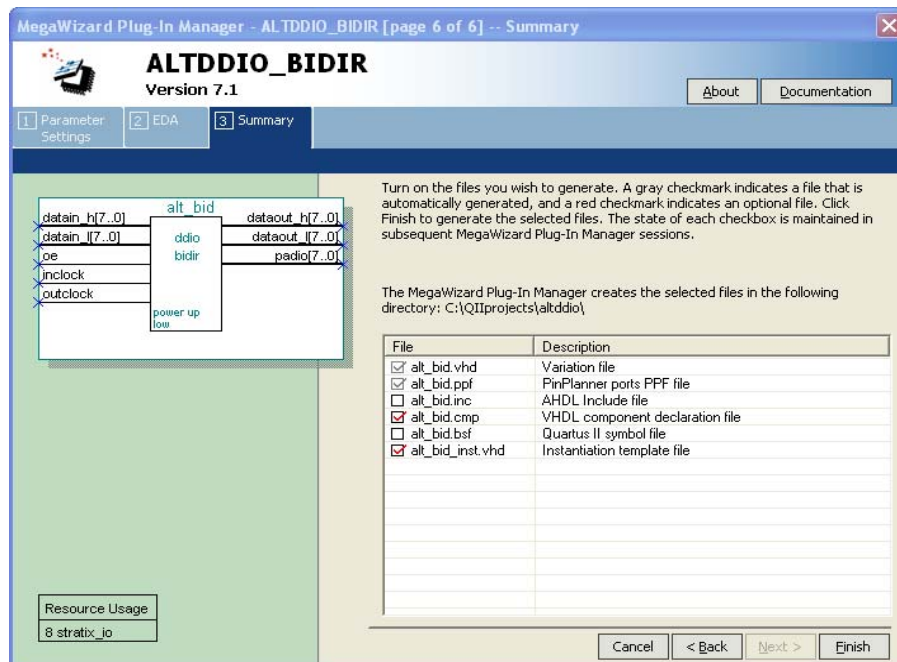 MegaWizard Plug-In Manager - ALTDDIO_BIDIR [page 6 of 6] -- Summary
ALTDDIO_BIDIR
Version 7.1
About
Documentation
1 Parameter Settings
2 EDA
3 Summary
alt_bid
datain_h[7..0]
dataout_h[7..0]
datain_l[7..0]
ddio
dataout_l[7..0]
oe
bidir
padio[7..0]
inclock
outclock
power up
low
Resource Usage
8 stratix_io
Turn on the files you wish to generate. A gray checkmark indicates a file that is
automatically generated, and a red checkmark indicates an optional file. Click
Finish to generate the selected files. The state of each checkbox is maintained in
subsequent MegaWizard Plug-In Manager sessions.
The MegaWizard Plug-In Manager creates the selected files in the following
directory: C:\QIIprojects\altddio\
File Description
alt_bid.vhd Variation file
alt_bid.ppf PinPlanner ports PPF file
alt_bid.inc AHDL Include file
alt_bid.cmp VHDL component declaration file
alt_bid.bsf Quartus II symbol file
alt_bid_inst.vhd Instantiation template file
Cancel
< Back
Next >
Finish